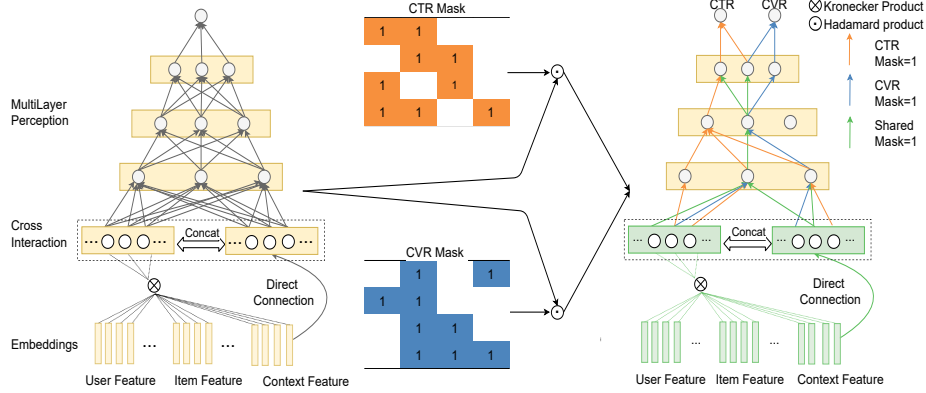 MultiLayer
Perception
Cross
Interaction
Embeddings
... ...
Concat
... ...
Direct
Connection
... ...
User Feature Item Feature Context Feature
CTR Mask
1 1
1 1
1 1
1 1 1
CVR Mask
1 1
1 1
1 1
1 1 1
CTR CVR
Kronecker Product
Hadamard product
CTR
Mask=1
CVR
Mask=1
Shared
Mask=1
... ...
Concat
... ...
Direct
Connection
... ...
User Feature Item Feature Context Feature